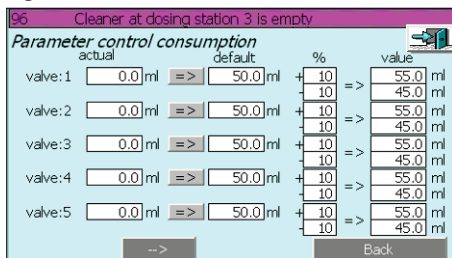 96 Cleaner at dosing station 3 is empty
Parameter control consumption
actual default % value
valve:1 0.0 ml => 50.0 ml + 10 => 55.0 ml
- 10 45.0 ml
valve:2 0.0 ml => 50.0 ml + 10 => 55.0 ml
- 10 45.0 ml
valve:3 0.0 ml => 50.0 ml + 10 => 55.0 ml
- 10 45.0 ml
valve:4 0.0 ml => 50.0 ml + 10 => 55.0 ml
- 10 45.0 ml
valve:5 0.0 ml => 50.0 ml + 10 => 55.0 ml
- 10 45.0 ml
--> Back